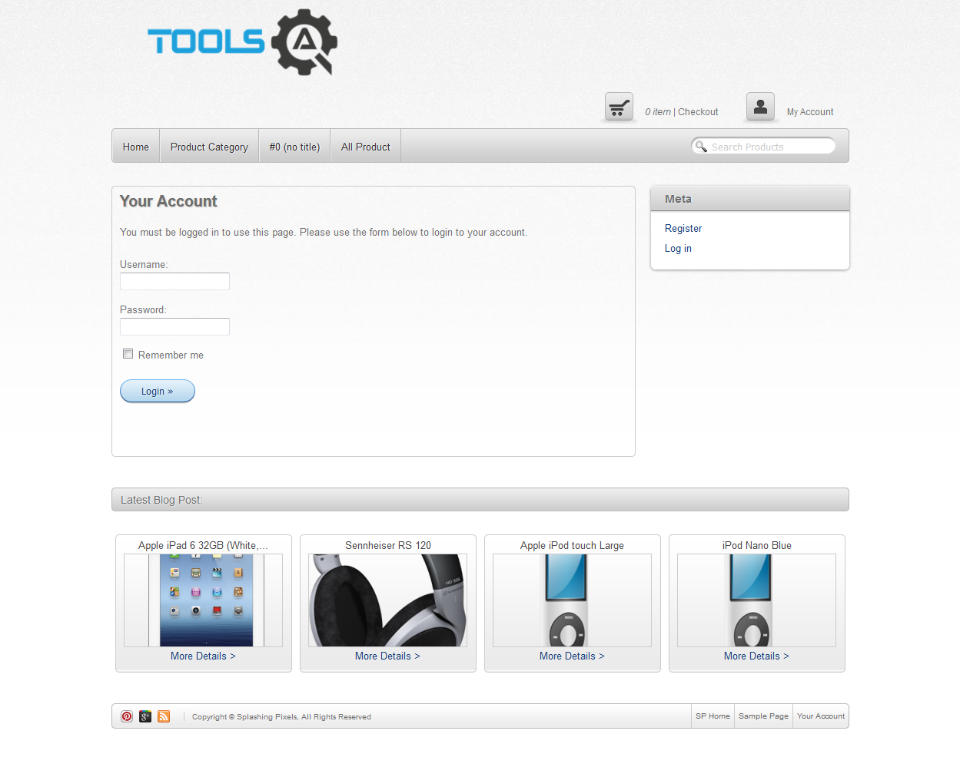 TOOLS QA
0 item | Checkout
My Account
Home
Product Category
#0 (no title)
All Product
Search Products
Your Account
You must be logged in to use this page. Please use the form below to login to your account.
Username:
Password:
Remember me
Login »
Meta
Register
Log in
Latest Blog Post:
Apple iPad 6 32GB (White,...
Sennheiser RS 120
Apple iPod touch Large
iPod Nano Blue
More Details >
More Details >
More Details >
More Details >
Copyright © Splashing Pixels, All Rights Reserved
SP Home
Sample Page
Your Account